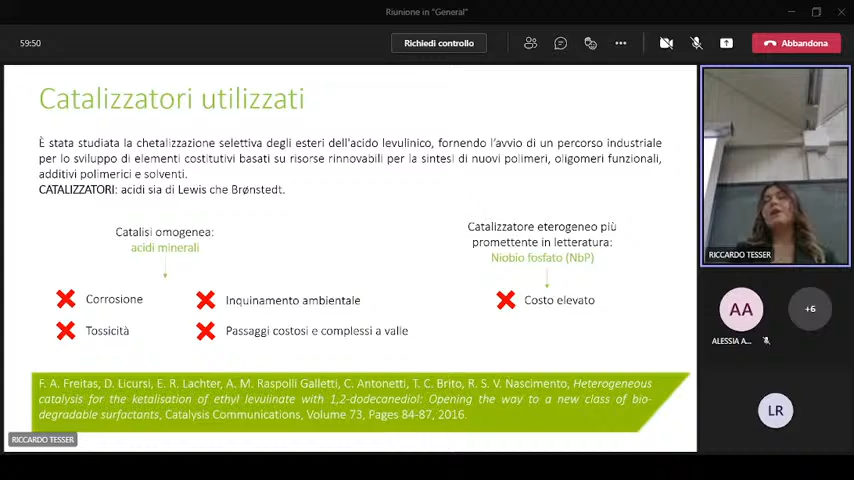 Riunione in "General"
59:50
Richiedi controllo
Abbandona
Catalizzatori utilizzati
È stata studiata la chetalizzazione selettiva degli esteri dell'acido levulinico, fornendo l'avvio di un percorso industriale
per lo sviluppo di elementi costitutivi basati su risorse rinnovabili per la sintesi di nuovi polimeri, oligomeri funzionali,
additivi polimerici e solventi.
CATALIZZATORI: acidi sia di Lewis che Brønstedt.
Catalisi omogenea:
acidi minerali
Corrosione
Inquinamento ambientale
Tossicità
Passaggi costosi e complessi a valle
Catalizzatore eterogeneo più
promettente in letteratura:
Niobio fosfato (NbP)
Costo elevato
F. A. Freitas, D. Licursi, E. R. Lachter, A. M. Raspolli Galletti, C. Antonetti, T. C. Brito, R. S. V. Nascimento, Heterogeneous
catalysis for the ketalisation of ethyl levulinate with 1,2-dodecanediol: Opening the way to a new class of bio-
degradable surfactants, Catalysis Communications, Volume 73, Pages 84-87, 2016.
RICCARDO TESSER
RICCARDO TESSER
AA
+6
ALESSIA A...
LR